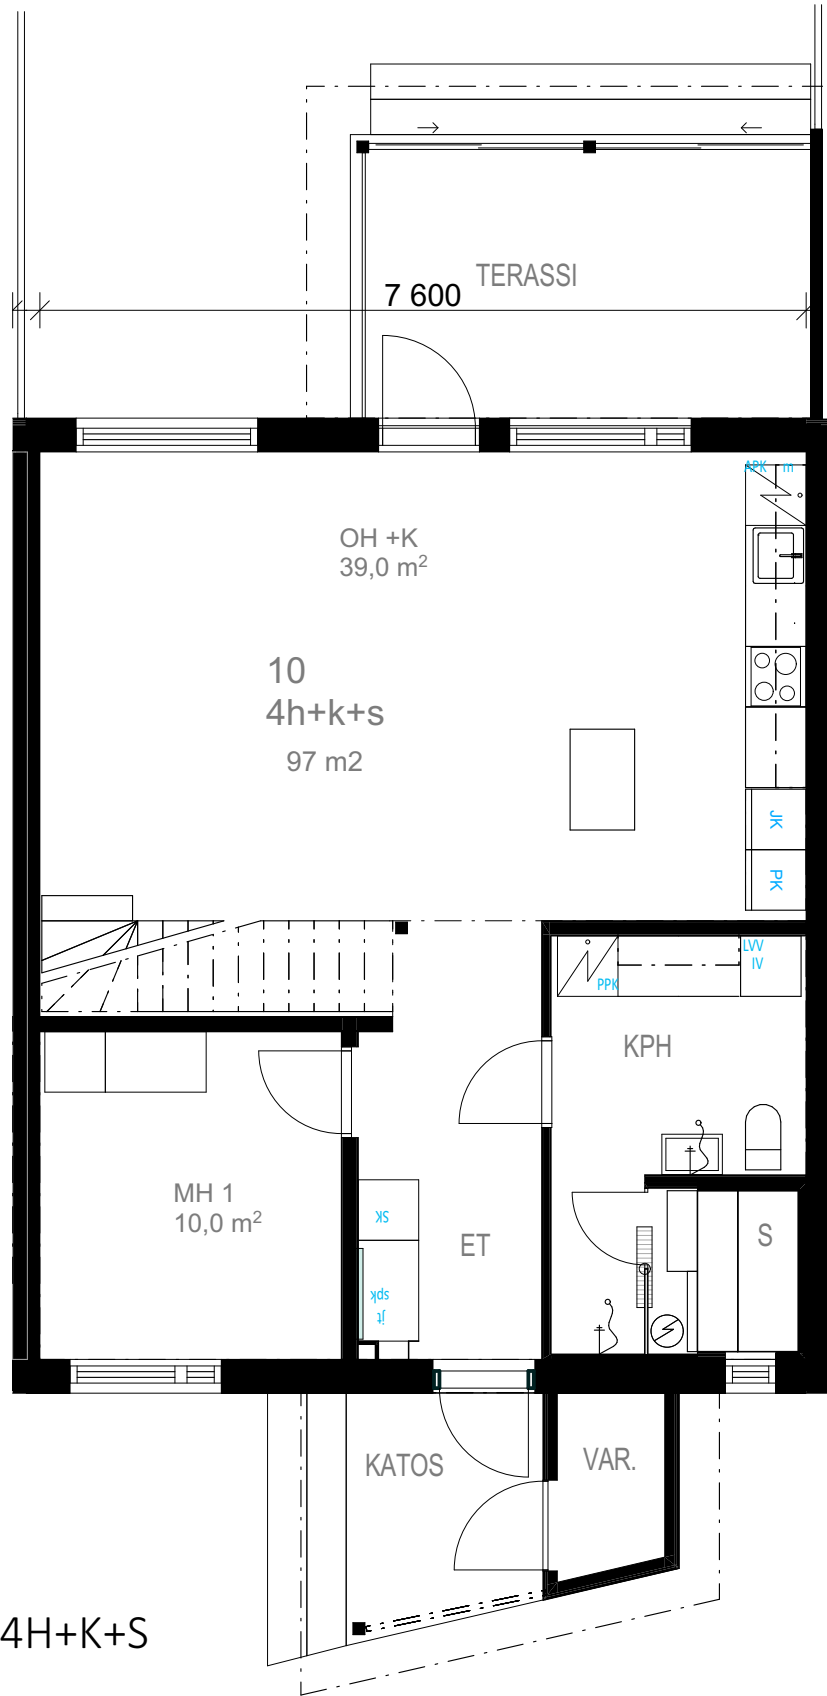 TERASSI
7 600
APK m
OH +K
39,0 m²
10
4h+k+s
97 m2
JK
PK
LVV
IV
PPK
KPH
MH 1
10,0 m²
SK
ET
S
spk
jt
KATOS
VAR.
4H+K+S